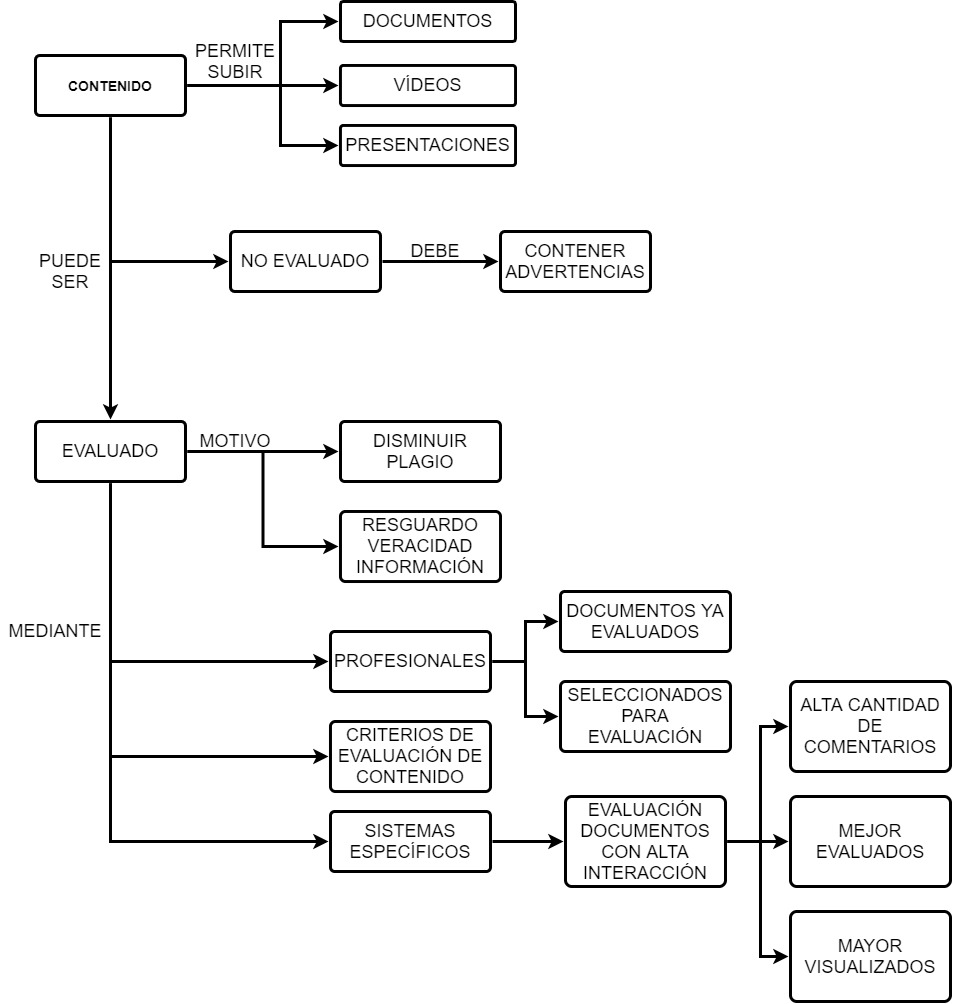 DOCUMENTOS
PERMITE
SUBIR
CONTENIDO
VÍDEOS
PRESENTACIONES
PUEDE
SER
NO EVALUADO
DEBE
CONTENER
ADVERTENCIAS
EVALUADO
MOTIVO
DISMINUIR
PLAGIO
RESGUARDO
VERACIDAD
INFORMACIÓN
MEDIANTE
PROFESIONALES
DOCUMENTOS YA
EVALUADOS
SELECCIONADOS
PARA
EVALUACIÓN
CRITERIOS DE
EVALUACIÓN DE
CONTENIDO
SISTEMAS
ESPECÍFICOS
EVALUACIÓN
DOCUMENTOS
CON ALTA
INTERACCIÓN
ALTA CANTIDAD
DE
COMENTARIOS
MEJOR
EVALUADOS
MAYOR
VISUALIZADOS